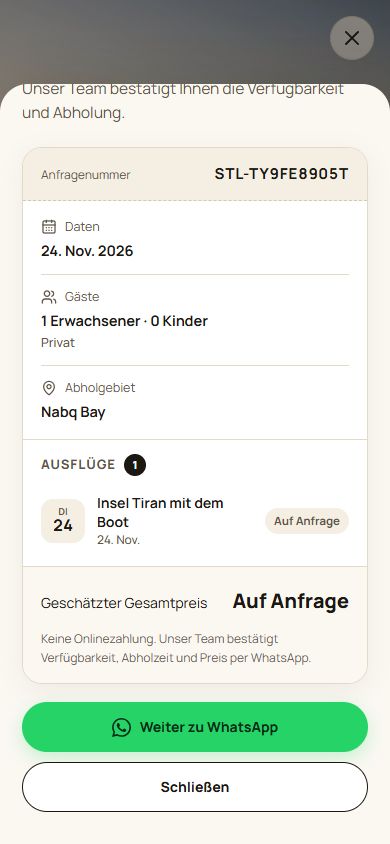 Unser Team bestätigt Ihnen die Verfügbarkeit
und Abholung.
Anfragenummer
STL-TY9FE8905T
Daten
24. Nov. 2026
Gäste
1 Erwachsener · 0 Kinder
Privat
Abholgebiet
Nabq Bay
AUSFLÜGE 1
DI
24
Insel Tiran mit dem
Boot
24. Nov.
Auf Anfrage
Geschätzter Gesamtpreis
Auf Anfrage
Keine Onlinezahlung. Unser Team bestätigt
Verfügbarkeit, Abholzeit und Preis per WhatsApp.
Weiter zu WhatsApp
Schließen